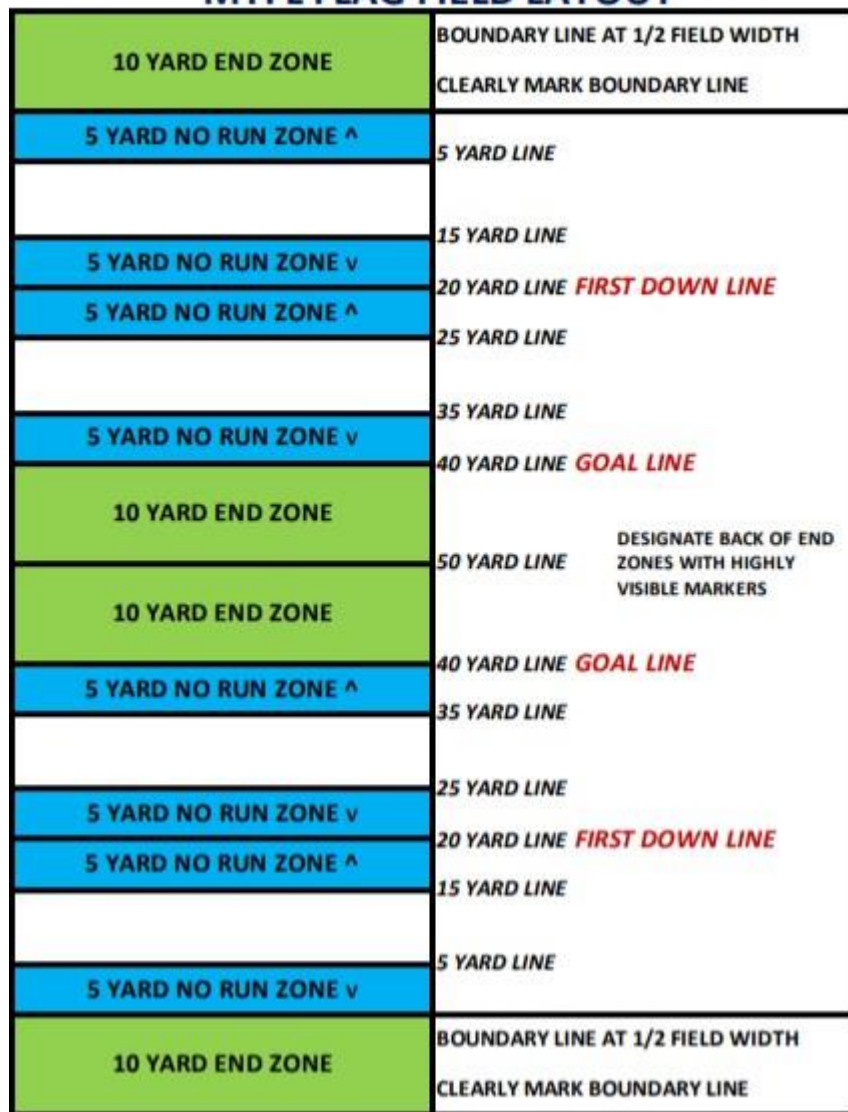 FLAG FIELD LAYOUT
10 YARD END ZONE
BOUNDARY LINE AT 1/2 FIELD WIDTH
CLEARLY MARK BOUNDARY LINE
5 YARD NO RUN ZONE ^
5 YARD LINE
15 YARD LINE
5 YARD NO RUN ZONE v
20 YARD LINE FIRST DOWN LINE
5 YARD NO RUN ZONE ^
25 YARD LINE
35 YARD LINE
5 YARD NO RUN ZONE v
40 YARD LINE GOAL LINE
10 YARD END ZONE
50 YARD LINE
DESIGNATE BACK OF END
ZONES WITH HIGHLY
VISIBLE MARKERS
10 YARD END ZONE
40 YARD LINE GOAL LINE
5 YARD NO RUN ZONE ^
35 YARD LINE
25 YARD LINE
5 YARD NO RUN ZONE v
20 YARD LINE FIRST DOWN LINE
5 YARD NO RUN ZONE ^
15 YARD LINE
5 YARD LINE
5 YARD NO RUN ZONE v
10 YARD END ZONE
BOUNDARY LINE AT 1/2 FIELD WIDTH
CLEARLY MARK BOUNDARY LINE